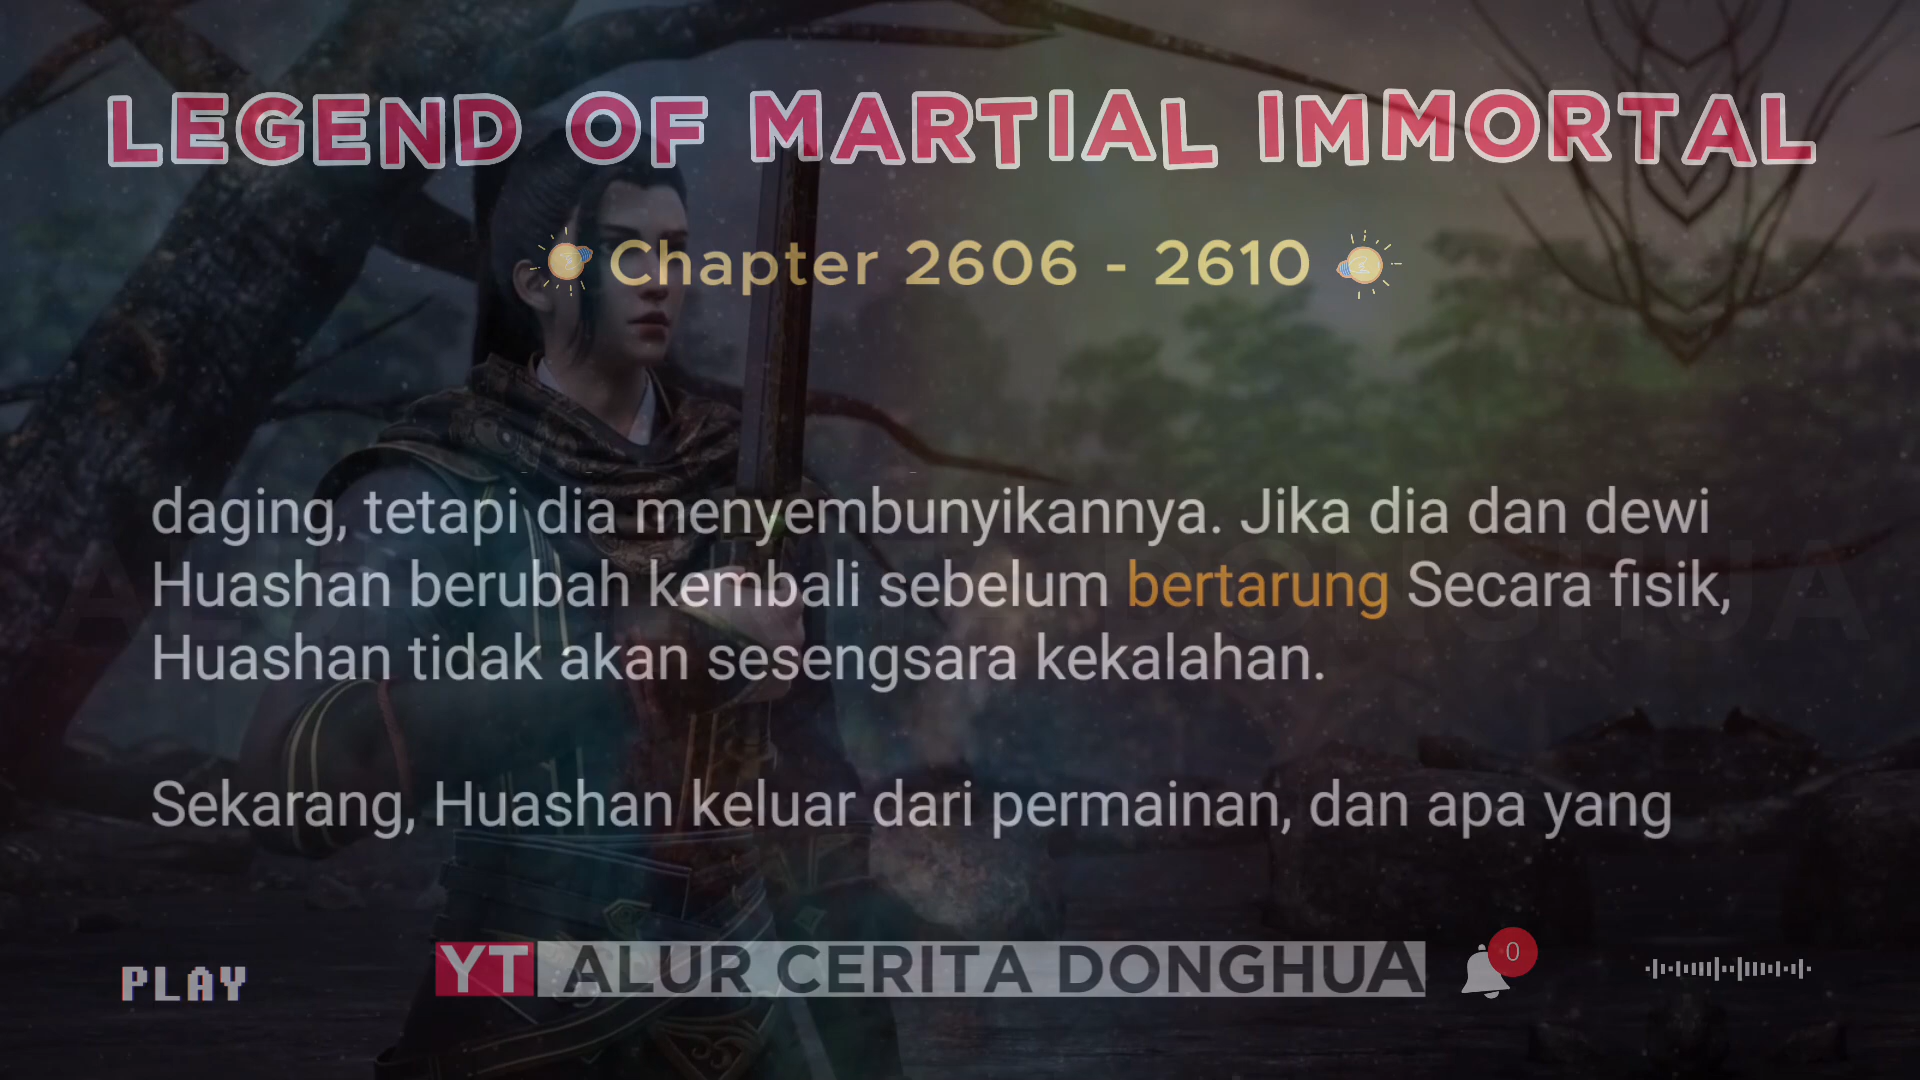 LEGEND OF MARTIAL IMMORTAL
Chapter 2606 - 2610
daging, tetapi dia menyembunyikannya. Jika dia dan dewi
Huashan berubah kembali sebelum bertarung Secara fisik,
Huashan tidak akan sesengsara kekalahan.
Sekarang, Huashan keluar dari permainan, dan apa yang
PLAY
YT ALUR CERITA DONGHUA
0